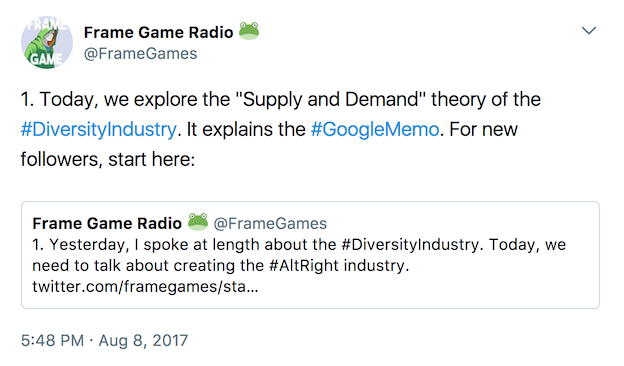 FRAME
GAME
Frame Game Radio 🐸
@FrameGames
1. Today, we explore the "Supply and Demand" theory of the
#DiversityIndustry. It explains the #GoogleMemo. For new
followers, start here:
Frame Game Radio 🐸 @FrameGames
1. Yesterday, I spoke at length about the #DiversityIndustry. Today, we
need to talk about creating the #AltRight industry.
twitter.com/framegames/sta...
5:48 PM · Aug 8, 2017